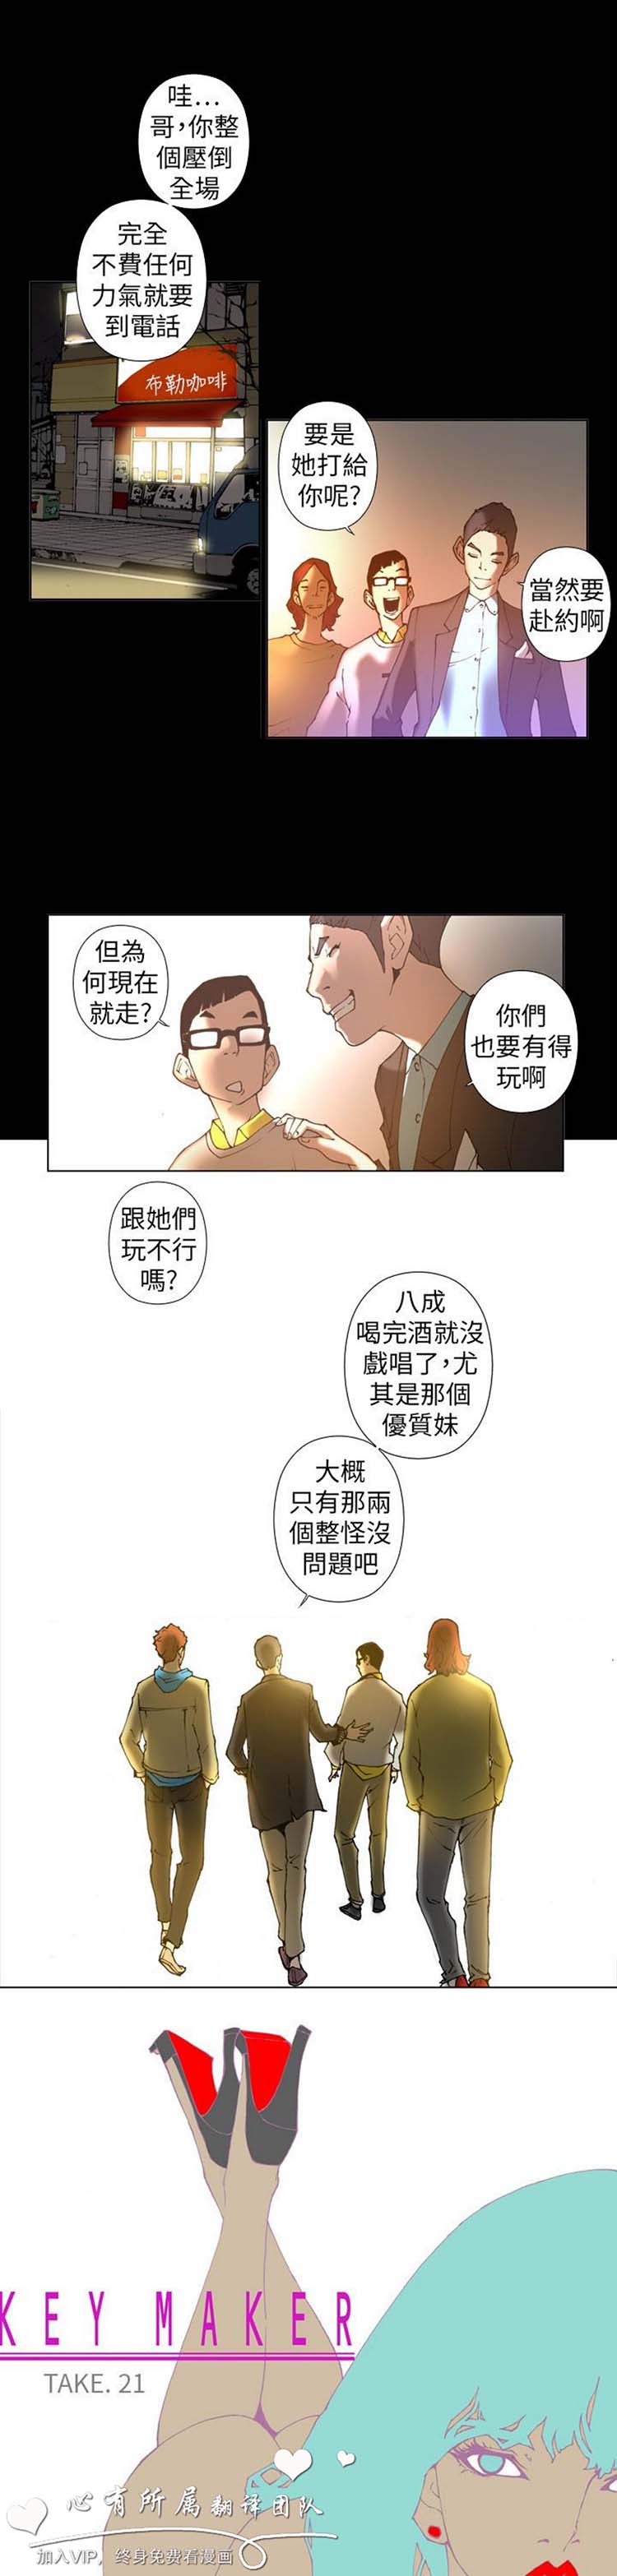 哇…
哥，你整
個壓倒
全場
完全
不費任何
力氣就要
到電話
布勒咖啡
要是
她打給
你呢?
當然要
赴約啊
但為
何現在
就走?
你們
也要有得
玩啊
跟她們
玩不行
嗎?
八成
喝完酒就沒
戲唱了，尤
其是那個
優質妹
大概
只有那兩
個整怪沒
問題吧
KEY MAKER
TAKE. 21
心有所属翻译团队
加入VIP，终身免费看漫画